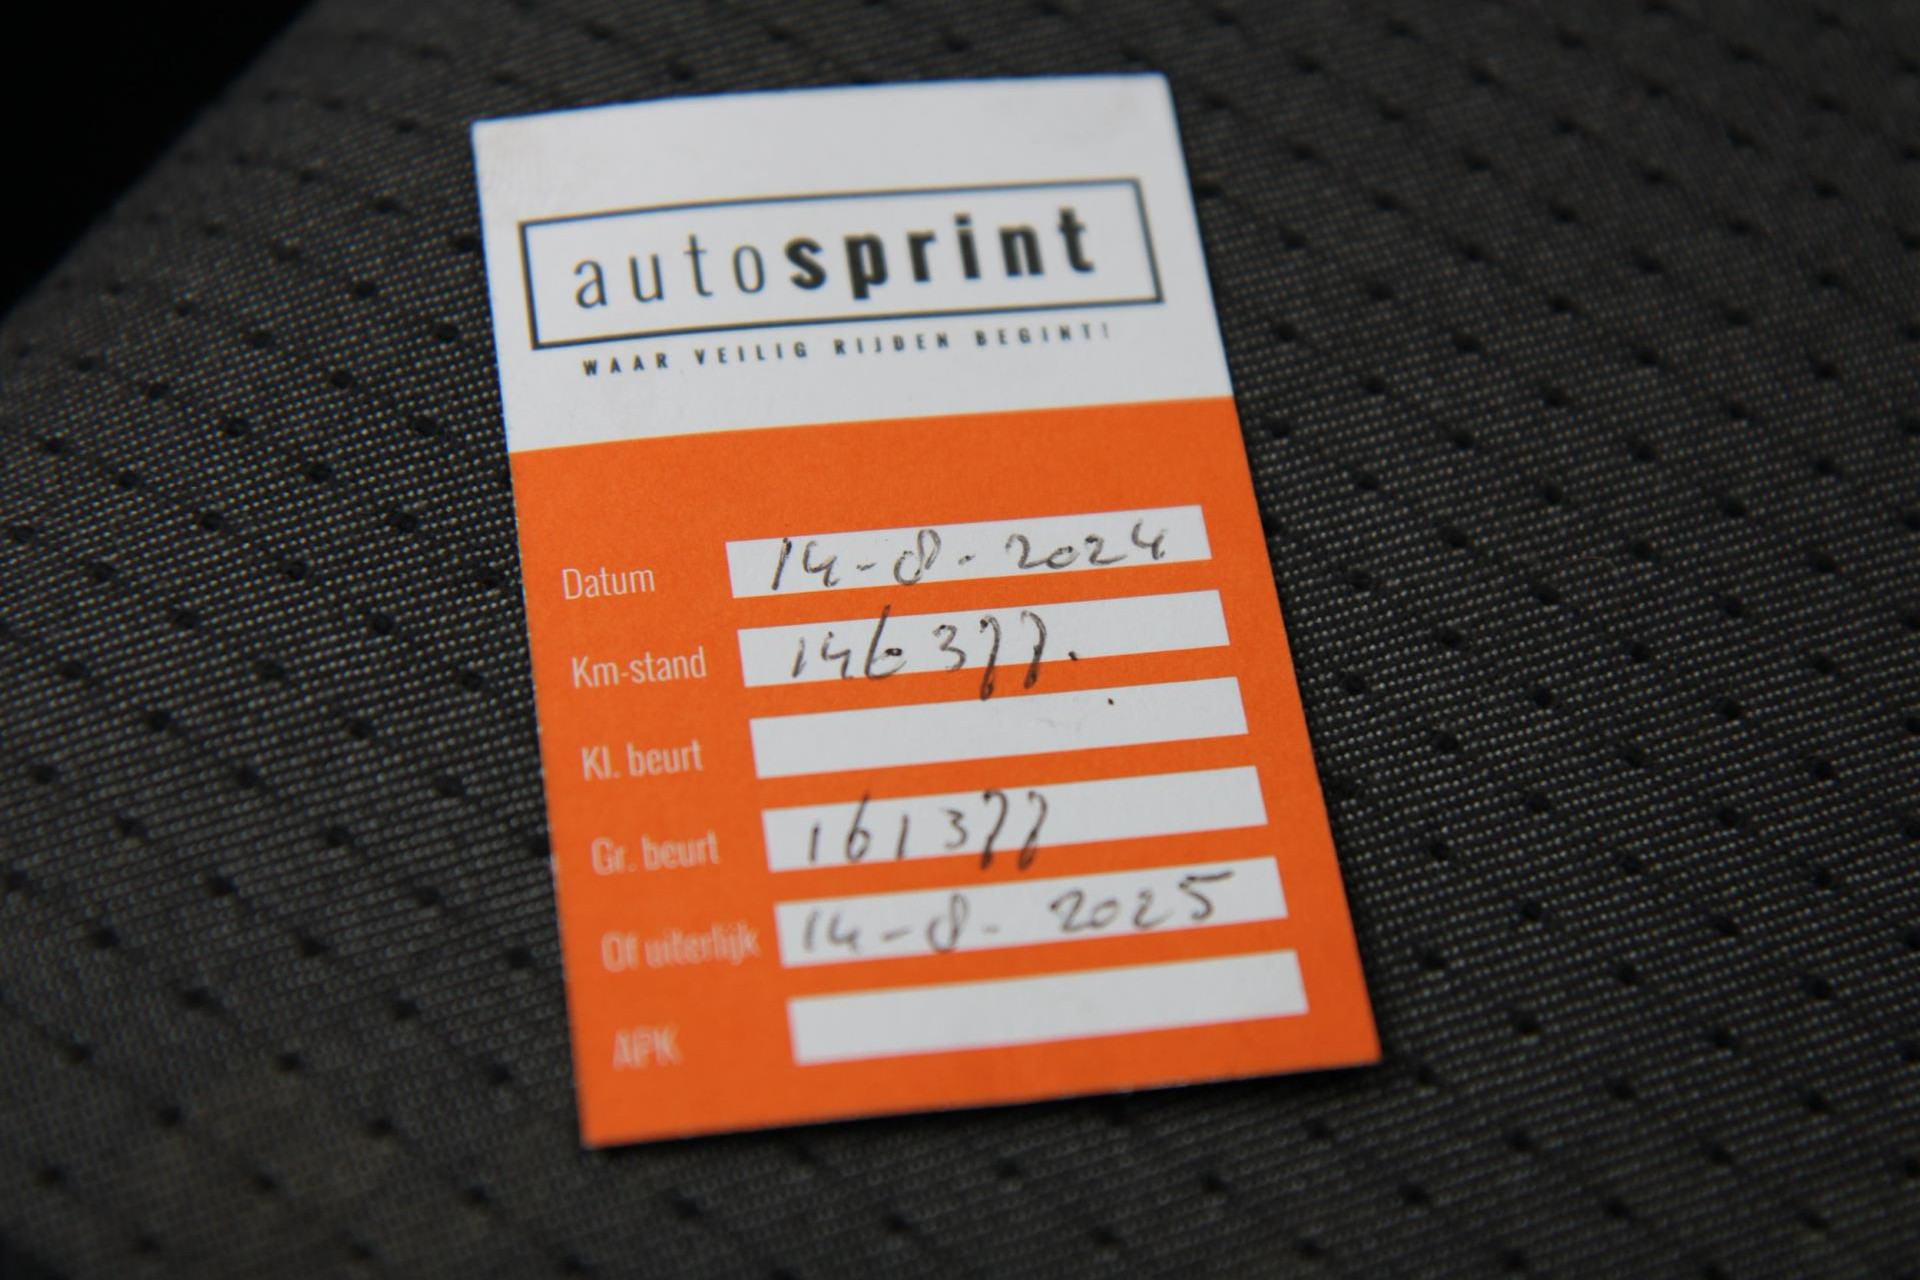 autosprint
WAAR VEILIG RIJDEN BEGINT!
Datum 14-8-2024
Km-stand 146377.
Kl. beurt
Gr. beurt 161377
Of uiterlijk 14-8-2025
APK